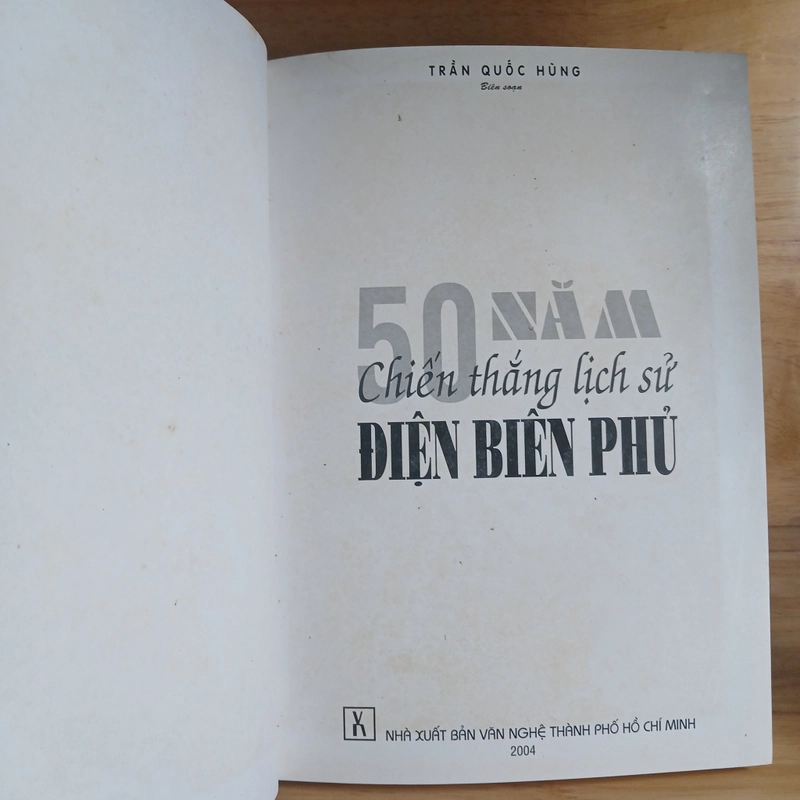 TRẦN QUỐC HÙNG
Biên soạn
50 NĂM
Chiến thắng lịch sử
ĐIỆN BIÊN PHỦ
NHÀ XUẤT BẢN VĂN NGHỆ THÀNH PHỐ HỒ CHÍ MINH
2004